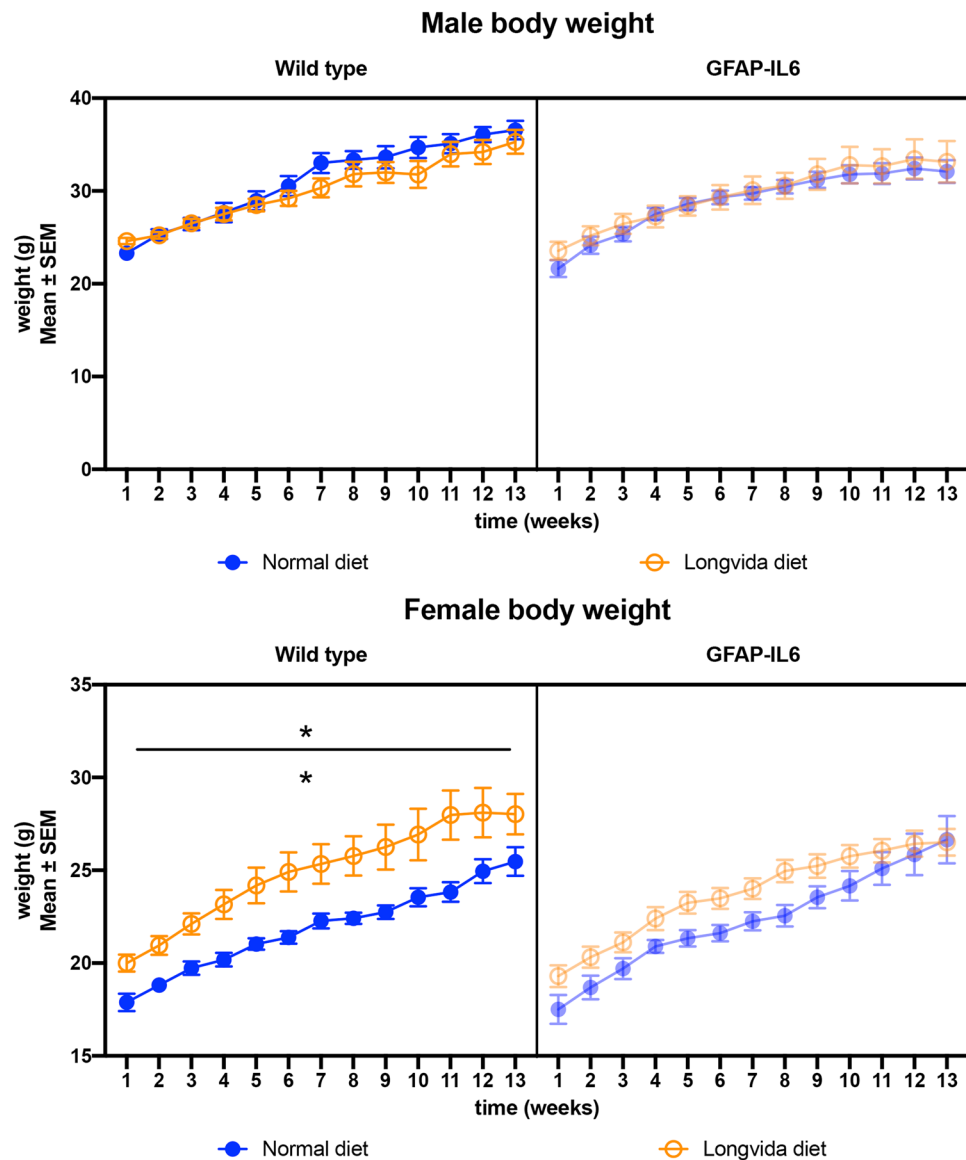 Male body weight
Wild type
GFAP-IL6
weight (g)
Mean ± SEM
40
30
20
10
0
1 2 3 4 5 6 7 8 9 10 11 12 13
1 2 3 4 5 6 7 8 9 10 11 12 13
time (weeks)
time (weeks)
Normal diet
Longvida diet
Female body weight
Wild type
GFAP-IL6
weight (g)
Mean ± SEM
35
30
25
20
15
*
*
1 2 3 4 5 6 7 8 9 10 11 12 13
1 2 3 4 5 6 7 8 9 10 11 12 13
time (weeks)
time (weeks)
Normal diet
Longvida diet